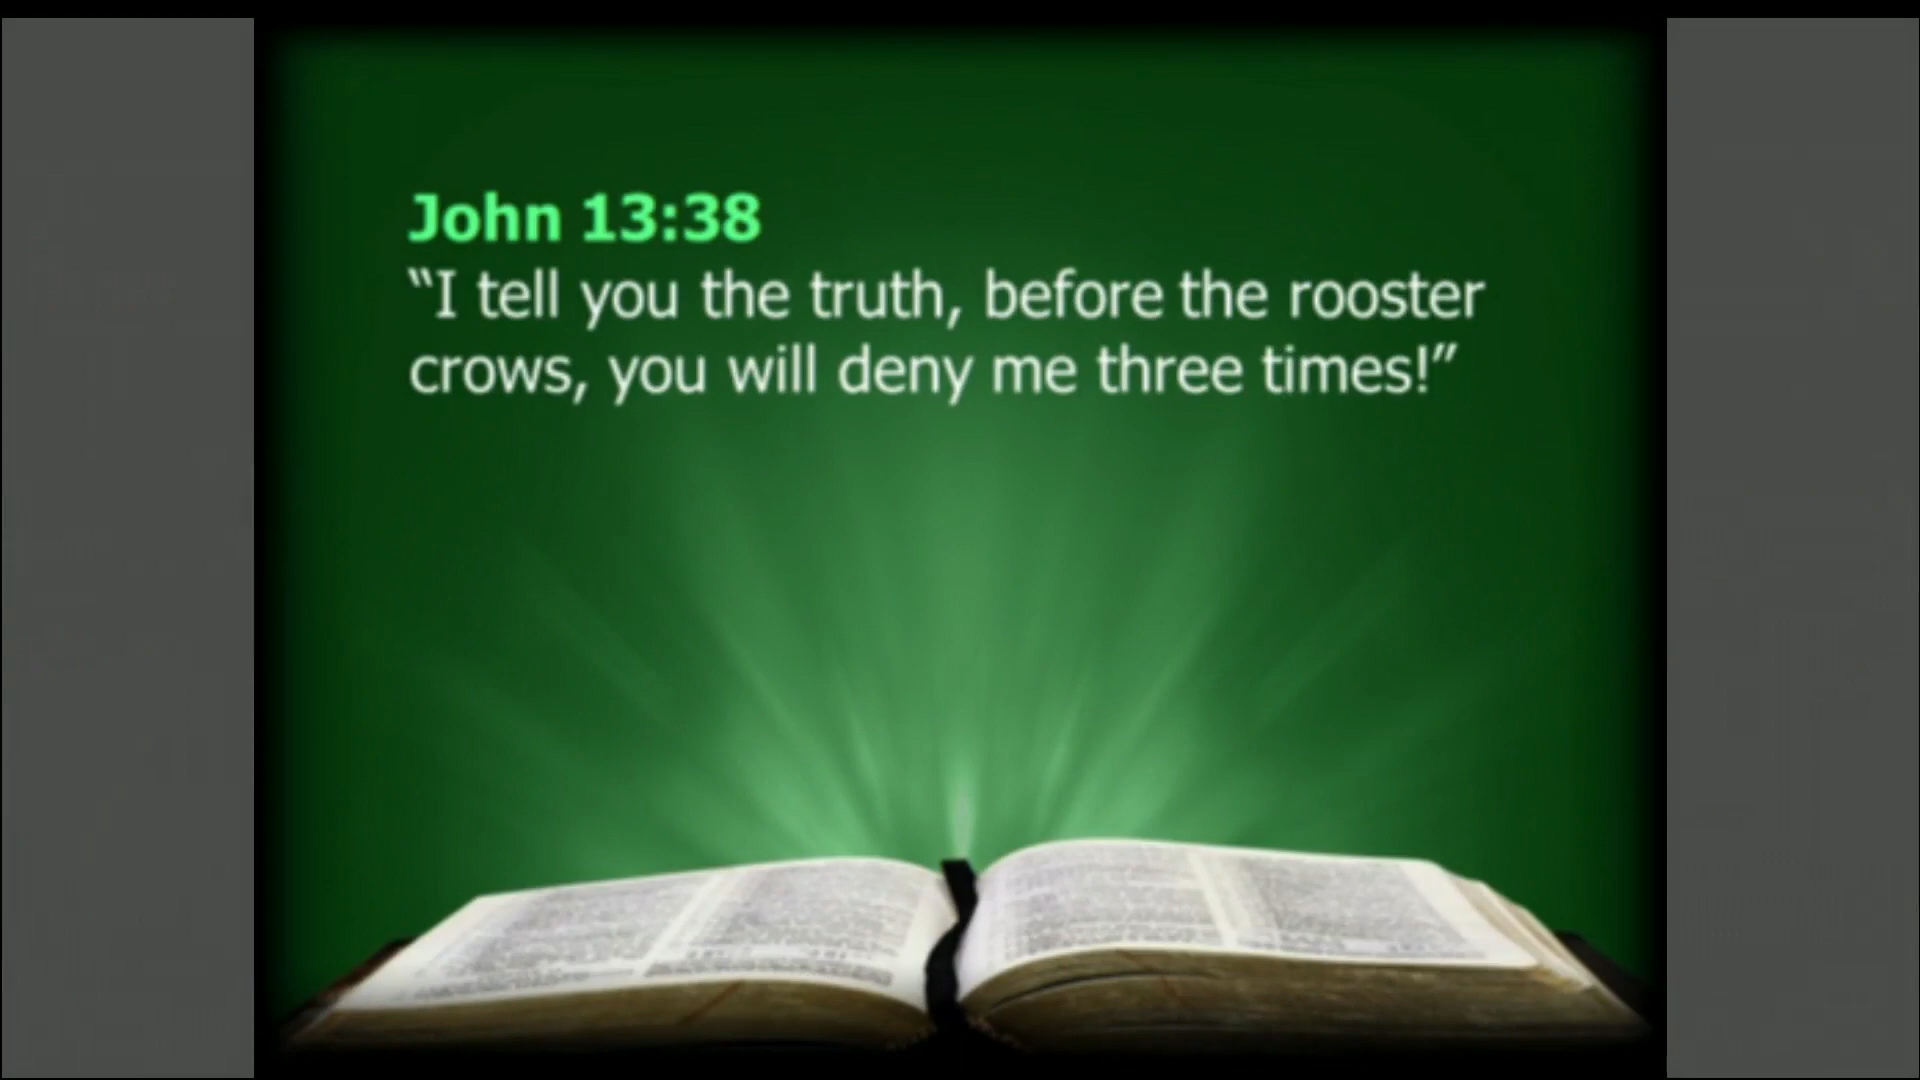 John 13:38
“I tell you the truth, before the rooster
crows, you will deny me three times!”